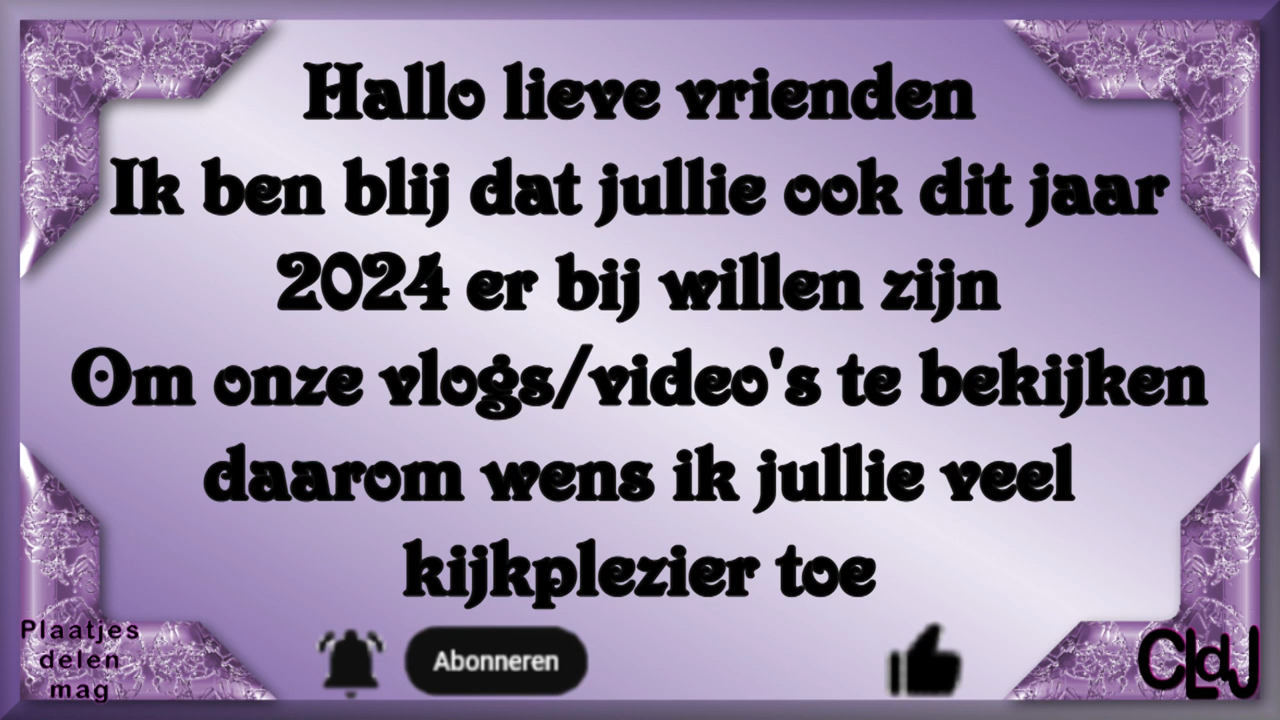 Hallo lieve vrienden
Ik ben blij dat jullie ook dit jaar
2024 er bij willen zijn
Om onze vlogs/video's te bekijken
daarom wens ik jullie veel
kijkplezier toe
Plaatjes
delen
mag
Abonneren
CLdJ